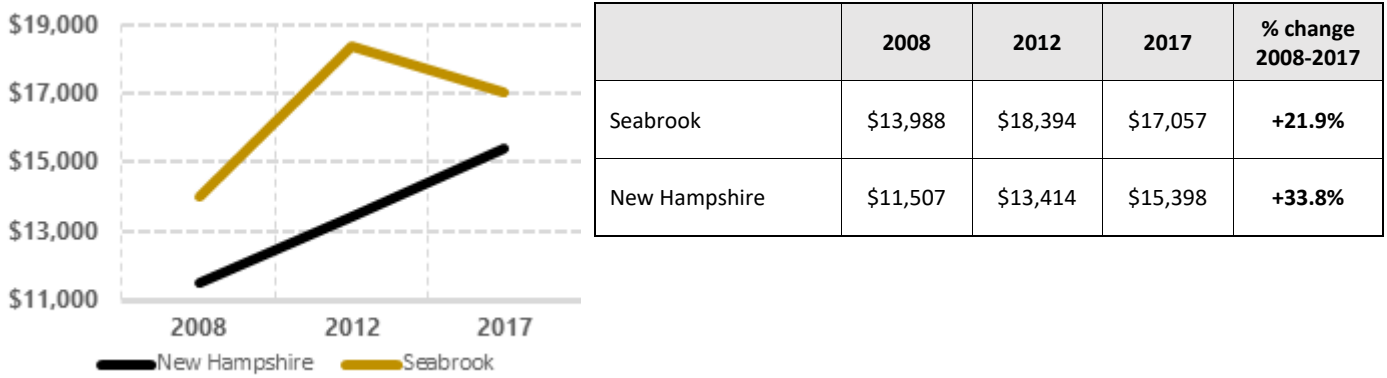 $19,000
$17,000
$15,000
$13,000
$11,000
2008 2012 2017
New Hampshire Seabrook
2008 2012 2017 % change 2008-2017
Seabrook $13,988 $18,394 $17,057 +21.9%
New Hampshire $11,507 $13,414 $15,398 +33.8%